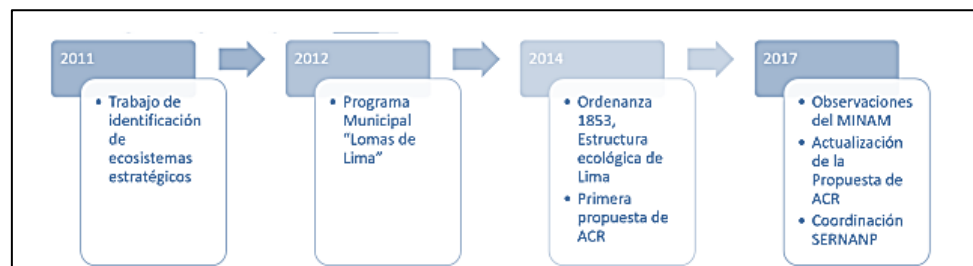 2011
• Trabajo de
identificación
de
ecosistemas
estratégicos
2012
• Programa
Municipal
"Lomas de
Lima"
2014
• Ordenanza
1853,
Estructura
ecológica de
Lima
• Primera
propuesta de
ACR
2017
• Observaciones
del MINAM
• Actualización
de la
Propuesta de
ACR
• Coordinación
SERNANP